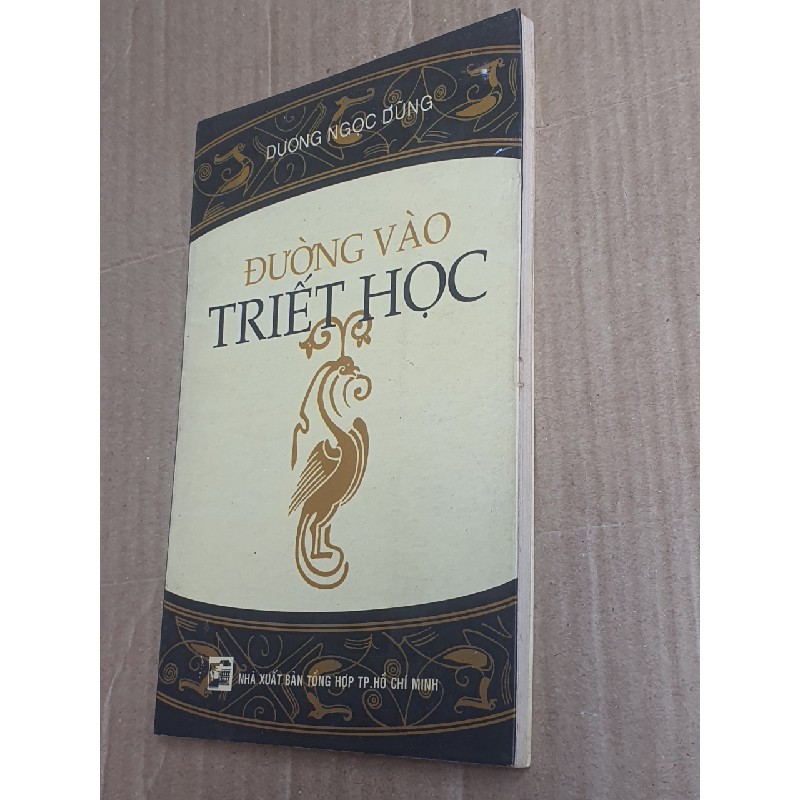 DƯƠNG NGỌC DŨNG
ĐƯỜNG VÀO
TRIẾT HỌC
NHÀ XUẤT BẢN TỔNG HỢP TP.HỒ CHÍ MINH